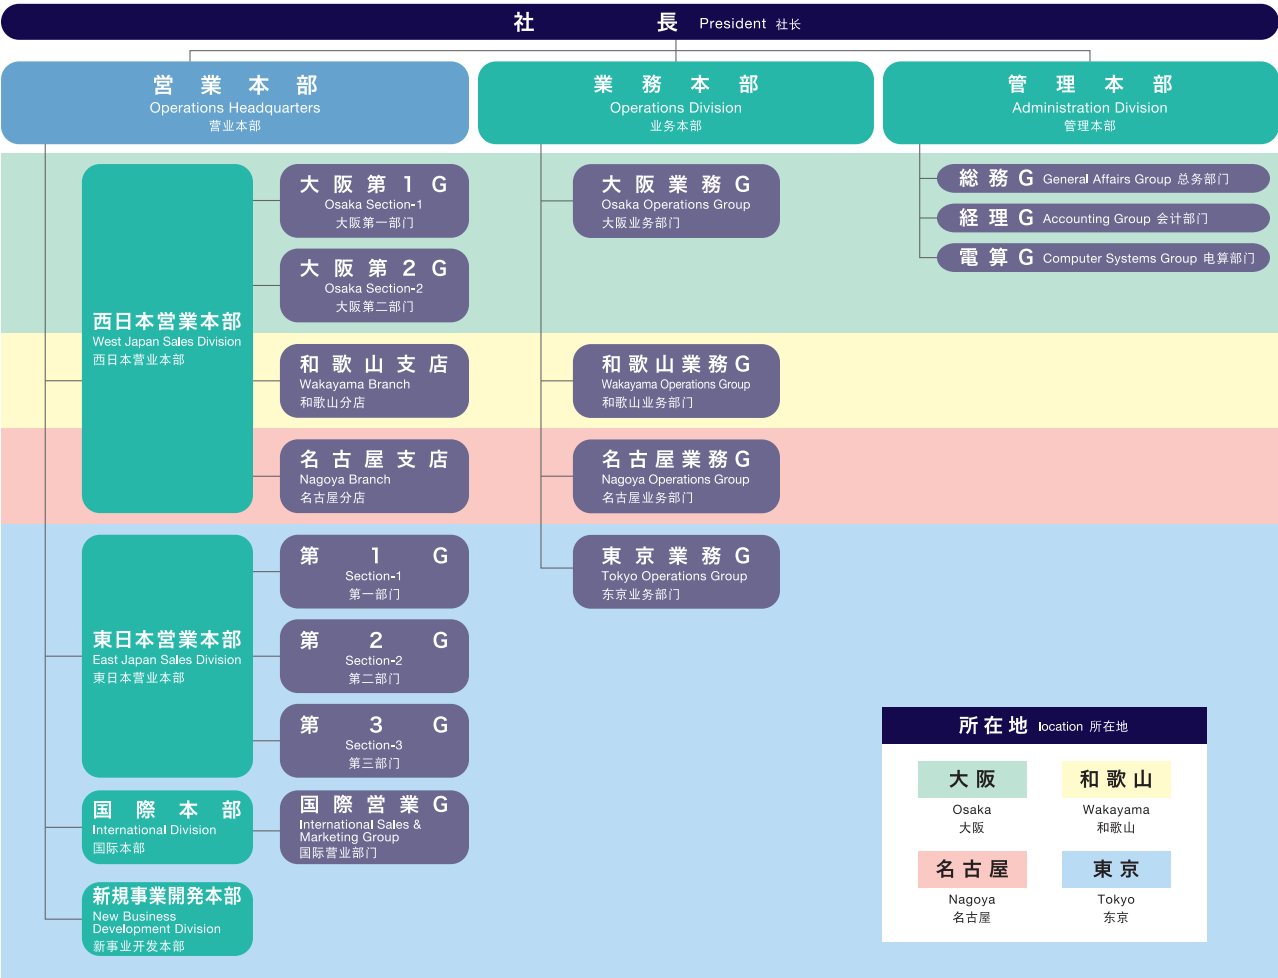 社長 President 社长
営業本部
Operations Headquarters
营业本部
業務本部
Operations Division
业务本部
管理本部
Administration Division
管理本部
西日本営業本部
West Japan Sales Division
西日本营业本部
大阪第1G
Osaka Section-1
大阪第一部门
大阪第2G
Osaka Section-2
大阪第二部门
和歌山支店
Wakayama Branch
和歌山分店
名古屋支店
Nagoya Branch
名古屋分店
東日本営業本部
East Japan Sales Division
東日本营业本部
第1G
Section-1
第一部门
第2G
Section-2
第二部门
第3G
Section-3
第三部门
国際本部
International Division
国际本部
国際営業G
International Sales &
Marketing Group
国际营业部门
新規事業開発本部
New Business
Development Division
新事业开发本部
大阪業務G
Osaka Operations Group
大阪业务部门
和歌山業務G
Wakayama Operations Group
和歌山业务部门
名古屋業務G
Nagoya Operations Group
名古屋业务部门
東京業務G
Tokyo Operations Group
东京业务部门
総務G General Affairs Group 总务部门
経理G Accounting Group 会计部门
電算G Computer Systems Group 电算部门
所在地 location 所在地
大阪
Osaka
大阪
和歌山
Wakayama
和歌山
名古屋
Nagoya
名古屋
東京
Tokyo
东京